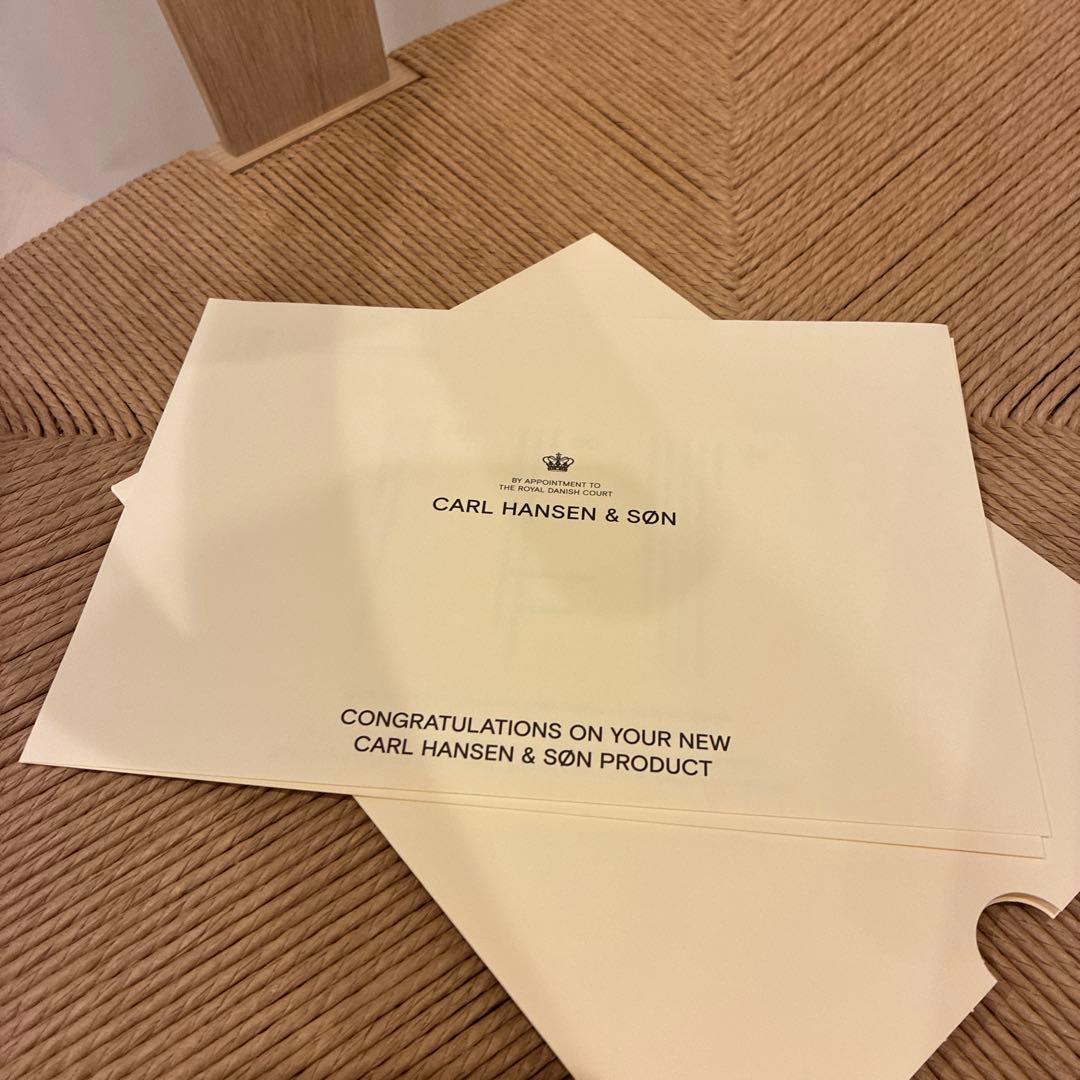 BY APPOINTMENT TO
THE ROYAL DANISH COURT
CARL HANSEN & SØN
CONGRATULATIONS ON YOUR NEW
CARL HANSEN & SØN PRODUCT